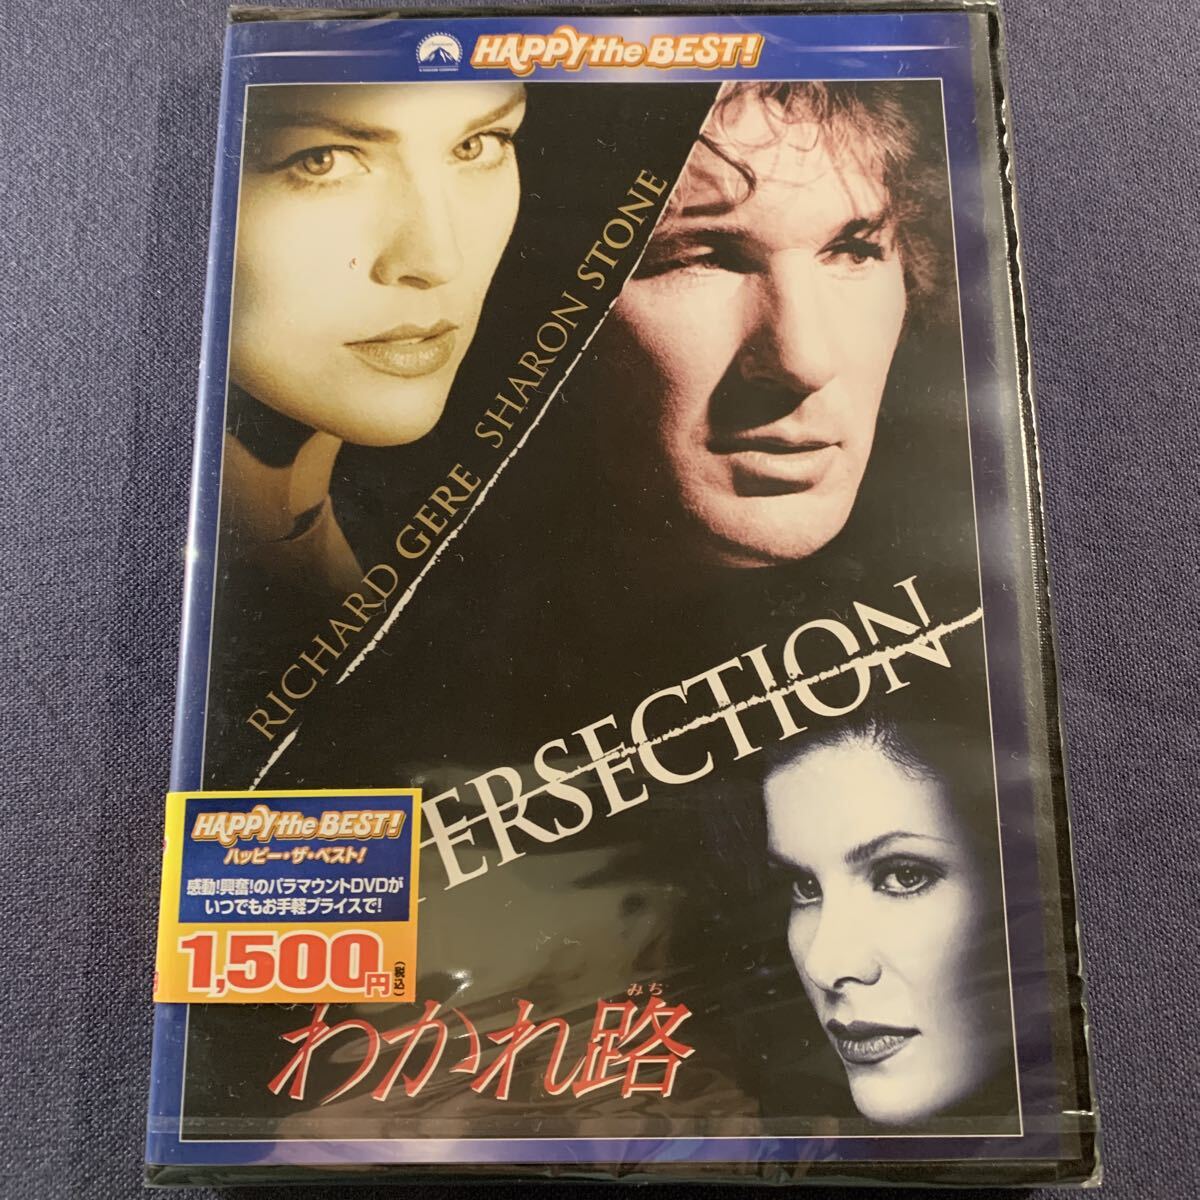 HAPPY the BEST!
RICHARD GERE SHARON STONE
ERSECTION
HAPPY the BEST!
ハッピー・ザ・ベスト!
感動!興奮!のパラマウントDVDが
いつでもお手軽プライスで!
1,500円(税込)
みち
わかれ路